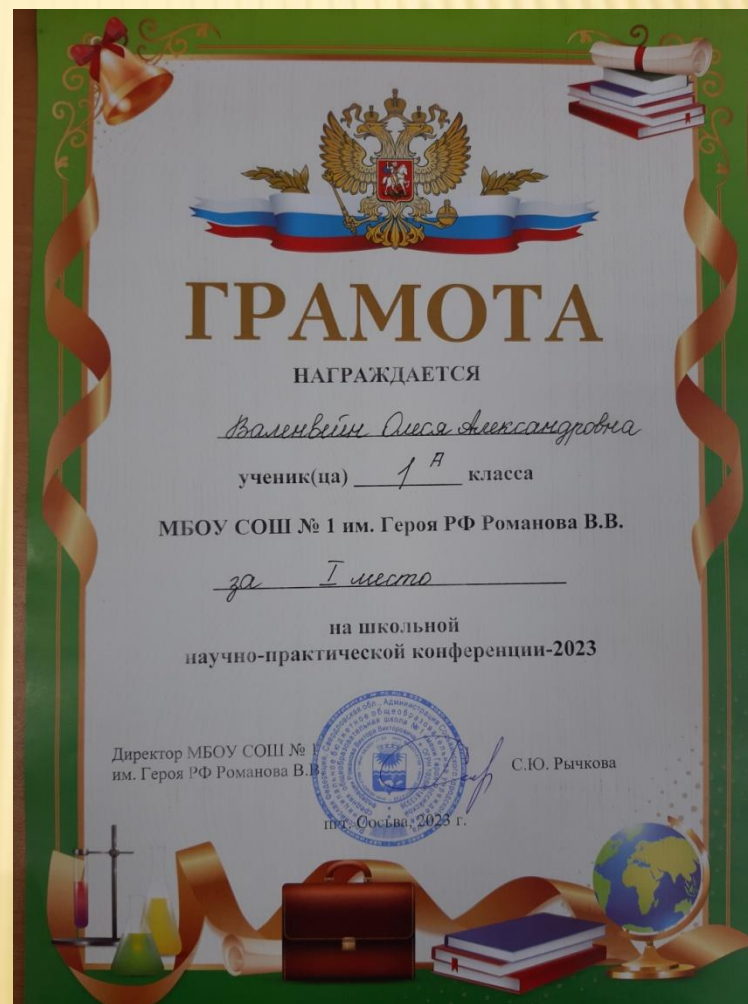 ГРАМОТА
НАГРАЖДАЕТСЯ
Валенвейн Олеся Александровна
ученик(ца) 1 А класса
МБОУ СОШ № 1 им. Героя РФ Романова В.В.
за I место
на школьной
научно-практической конференции-2023
Директор МБОУ СОШ № 1
им. Героя РФ Романова В.В.
С.Ю. Рычкова
пгт. Сосьва, 2023 г.